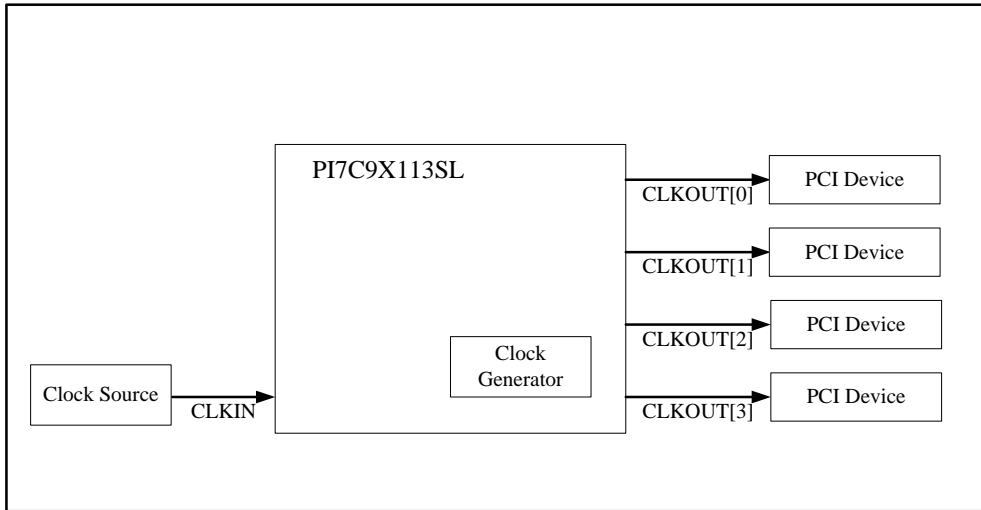 PI7C9X113SL
PCI Device
CLKOUT[0]
PCI Device
CLKOUT[1]
PCI Device
CLKOUT[2]
Clock
Generator
Clock Source
CLKIN
PCI Device
CLKOUT[3]